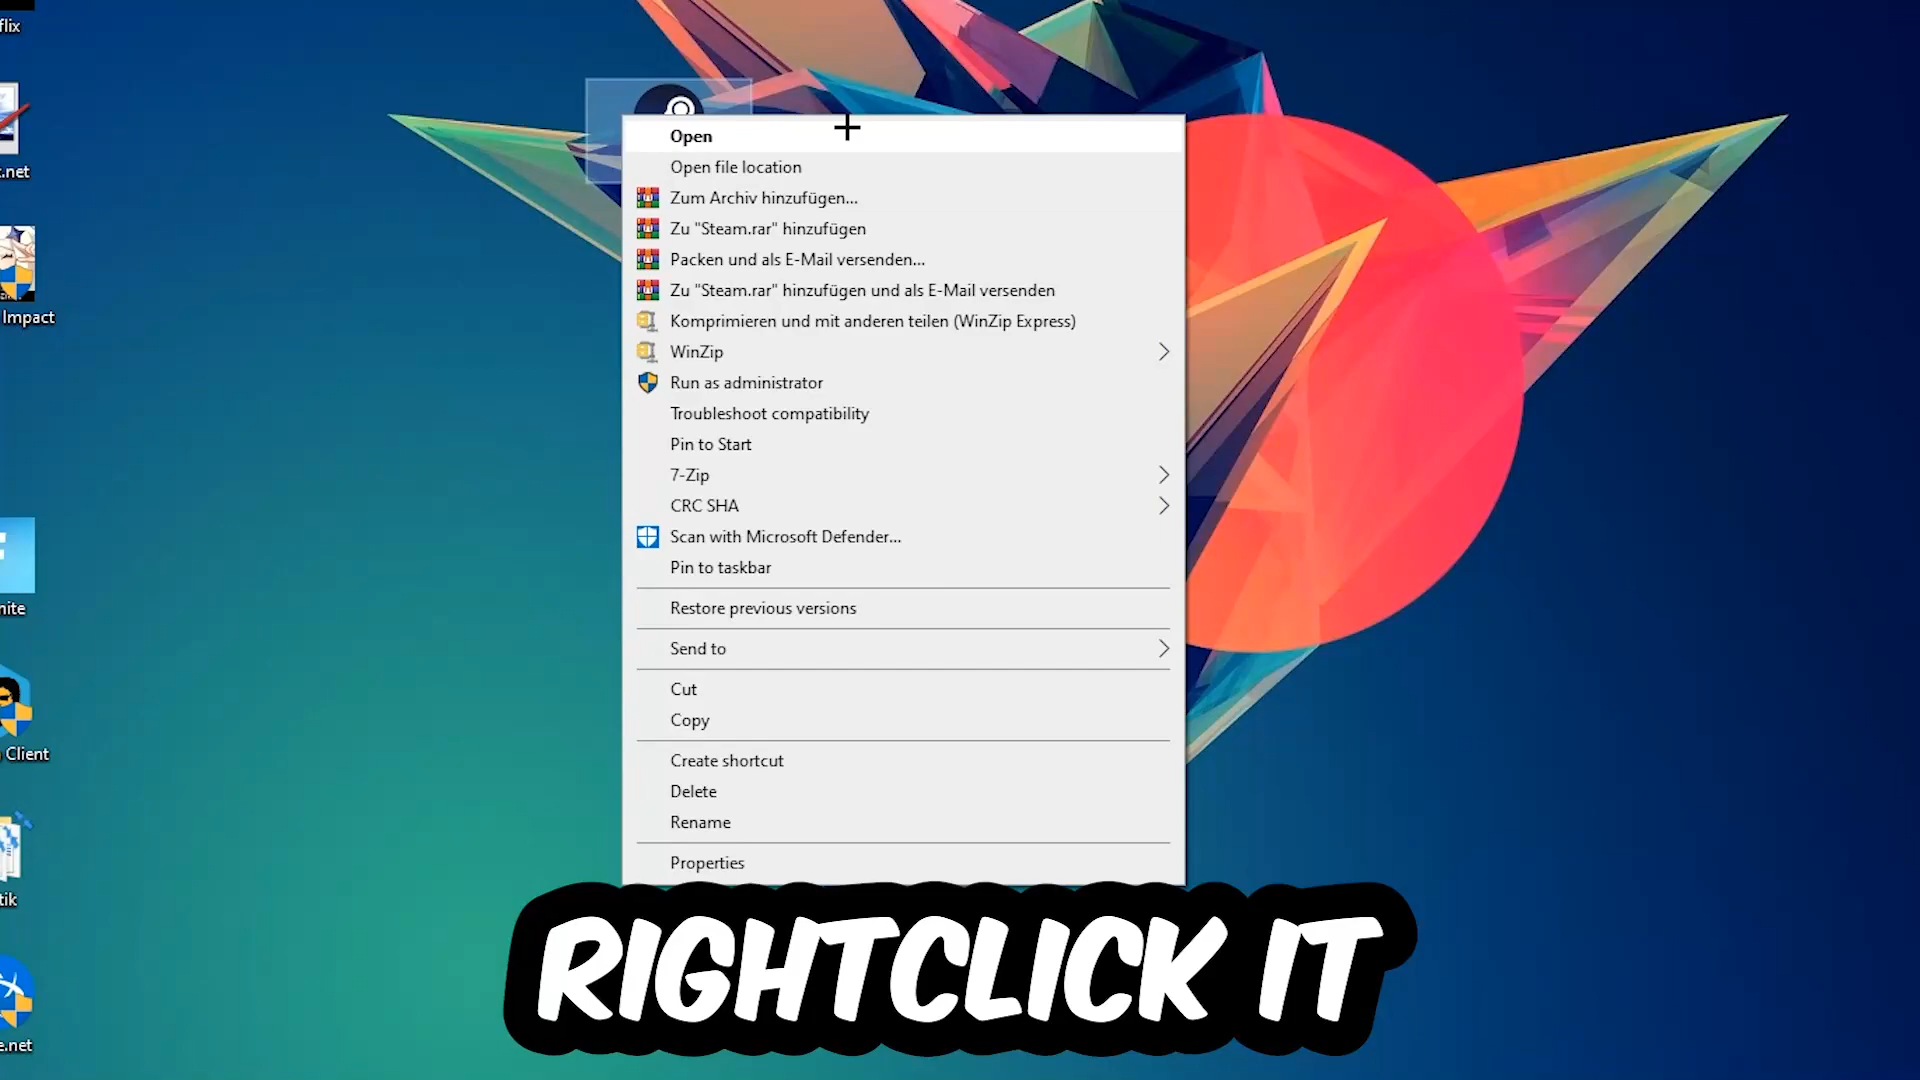 flix
.net
Impact
nite
Client
tik
e.net
Open
Open file location
Zum Archiv hinzufügen...
Zu "Steam.rar" hinzufügen
Packen und als E-Mail versenden...
Zu "Steam.rar" hinzufügen und als E-Mail versenden
Komprimieren und mit anderen teilen (WinZip Express)
WinZip
Run as administrator
Troubleshoot compatibility
Pin to Start
7-Zip
CRC SHA
Scan with Microsoft Defender...
Pin to taskbar
Restore previous versions
Send to
Cut
Copy
Create shortcut
Delete
Rename
Properties
RIGHTCLICK IT